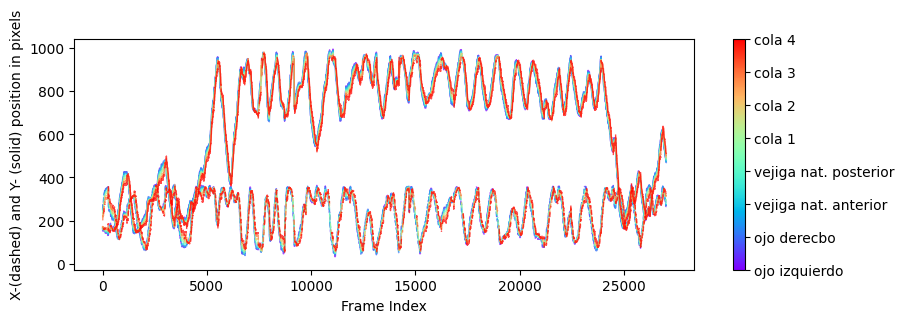 X-(dashed) and Y- (solid) position in pixels
1000
800
600
400
200
0
0 5000 10000 15000 20000 25000
Frame Index
cola 4
cola 3
cola 2
cola 1
vejiga nat. posterior
vejiga nat. anterior
ojo derecbo
ojo izquierdo